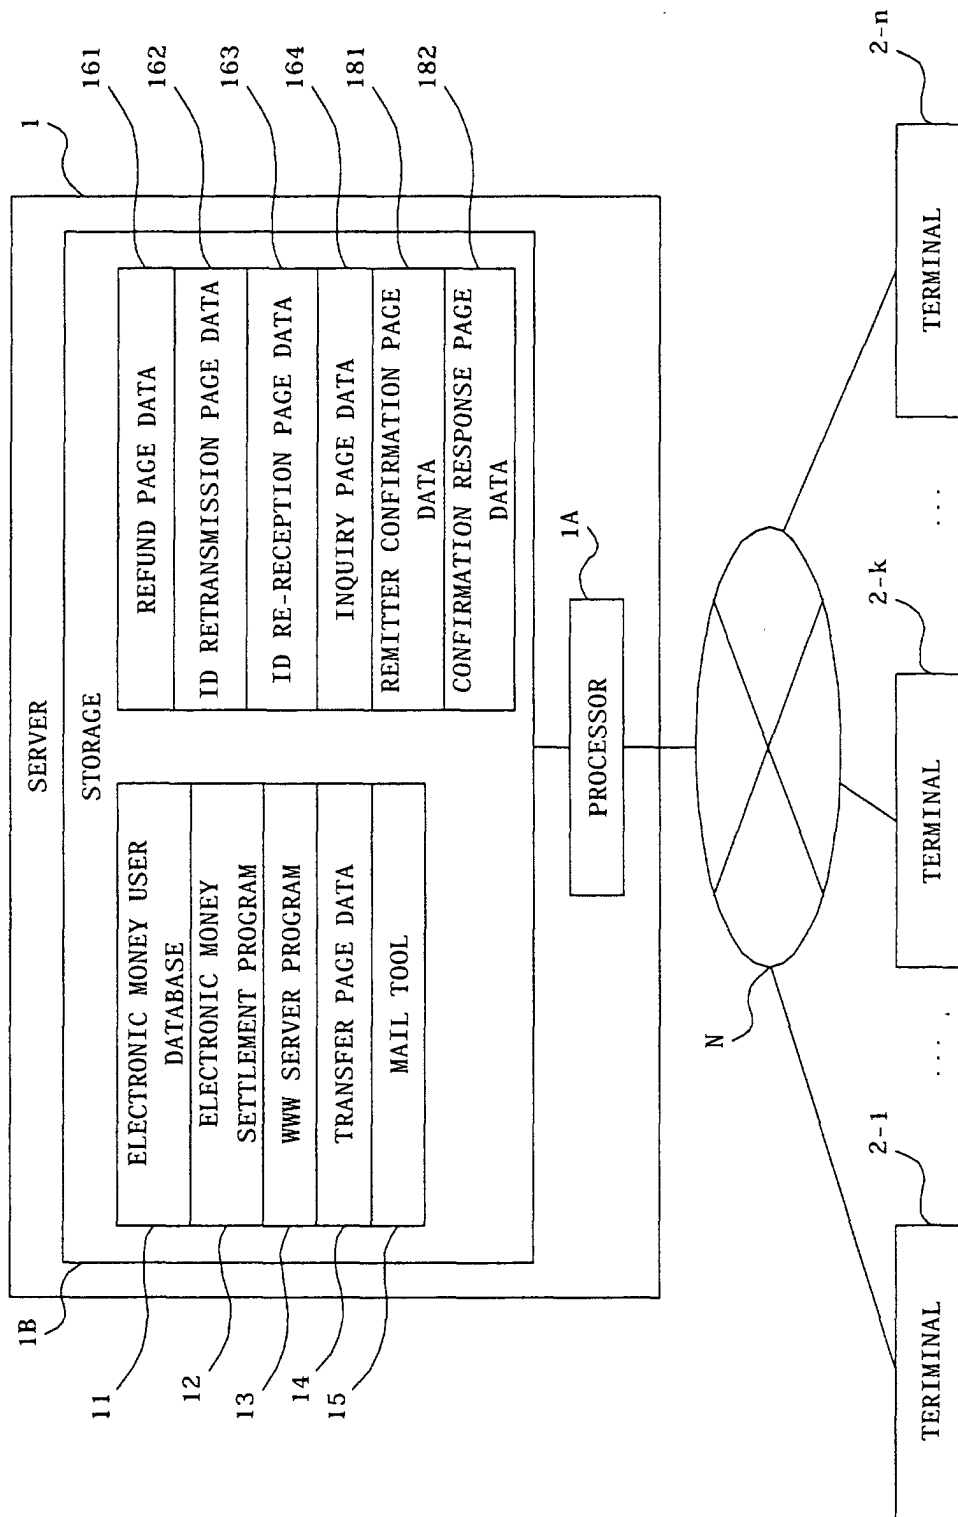 1
SERVER
1B
STORAGE
11
ELECTRONIC MONEY USER
DATABASE
12
ELECTRONIC MONEY
SETTLEMENT PROGRAM
13
WWW SERVER PROGRAM
14
TRANSFER PAGE DATA
15
MAIL TOOL
REFUND PAGE DATA
161
ID RETRANSMISSION PAGE DATA
162
ID RE-RECEPTION PAGE DATA
163
INQUIRY PAGE DATA
164
REMITTER CONFIRMATION PAGE
DATA
181
CONFIRMATION RESPONSE PAGE
DATA
182
PROCESSOR
1A
N
2-1
TERIMINAL
....
2-k
TERMINAL
...
2-n
TERMINAL